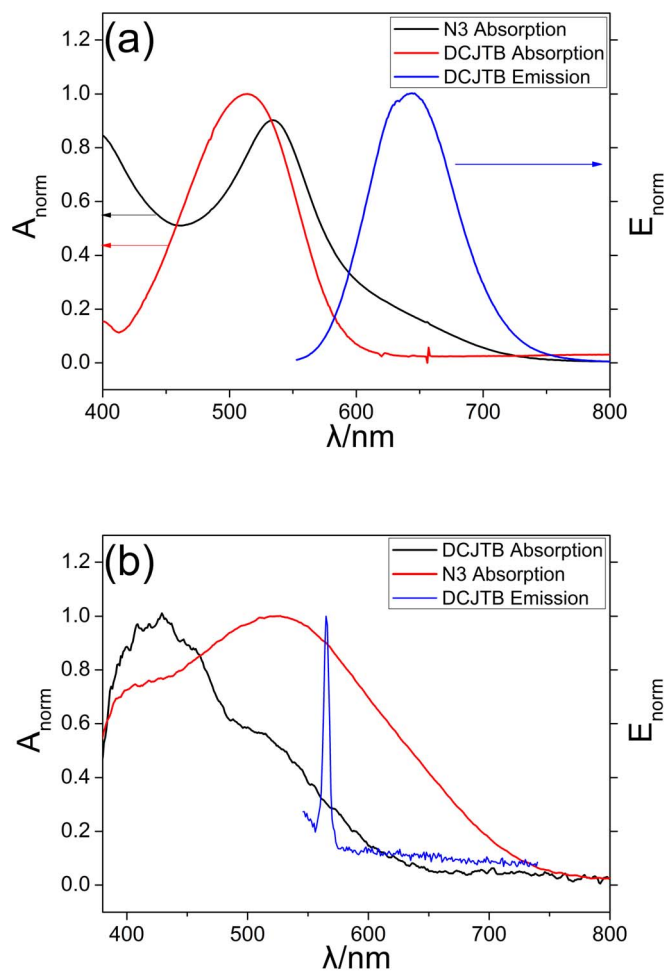 (a)
N3 Absorption
DCJTB Absorption
DCJTB Emission
1.2
1.0
0.8
0.6
0.4
0.2
0.0
A_norm
E_norm
400 500 600 700 800
λ/nm
(b)
DCJTB Absorption
N3 Absorption
DCJTB Emission
1.2
1.0
0.8
0.6
0.4
0.2
0.0
A_norm
E_norm
400 500 600 700 800
λ/nm